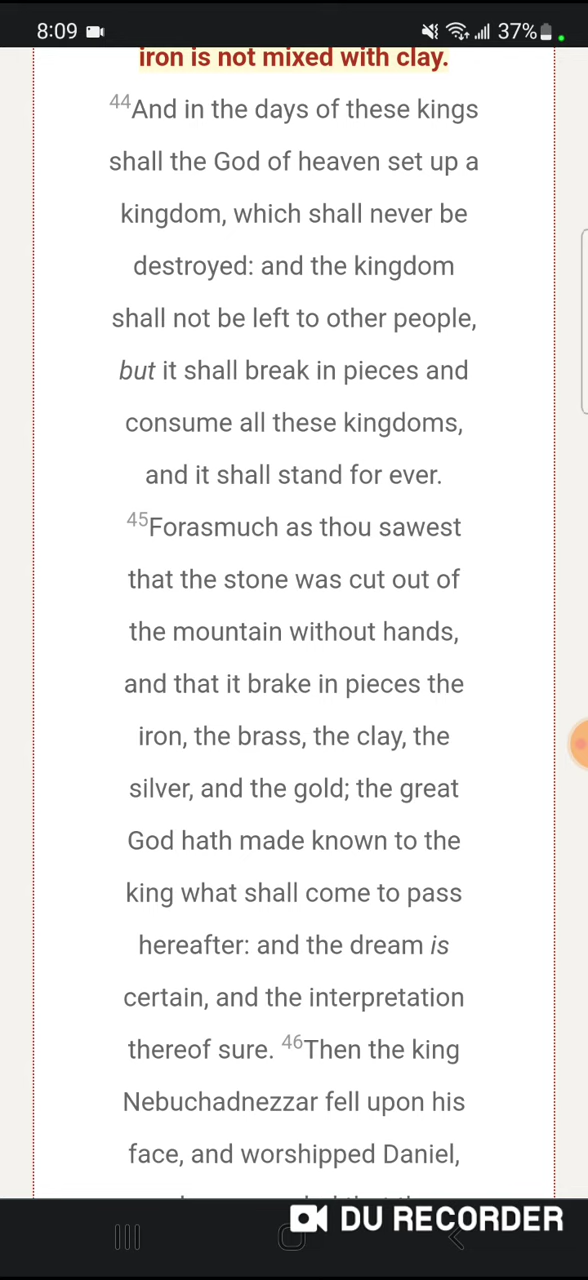 8:09 37%
iron is not mixed with clay.
44And in the days of these kings
shall the God of heaven set up a
kingdom, which shall never be
destroyed: and the kingdom
shall not be left to other people,
but it shall break in pieces and
consume all these kingdoms,
and it shall stand for ever.
45Forasmuch as thou sawest
that the stone was cut out of
the mountain without hands,
and that it brake in pieces the
iron, the brass, the clay, the
silver, and the gold; the great
God hath made known to the
king what shall come to pass
hereafter: and the dream is
certain, and the interpretation
thereof sure. 46Then the king
Nebuchadnezzar fell upon his
face, and worshipped Daniel,
DU RECORDER